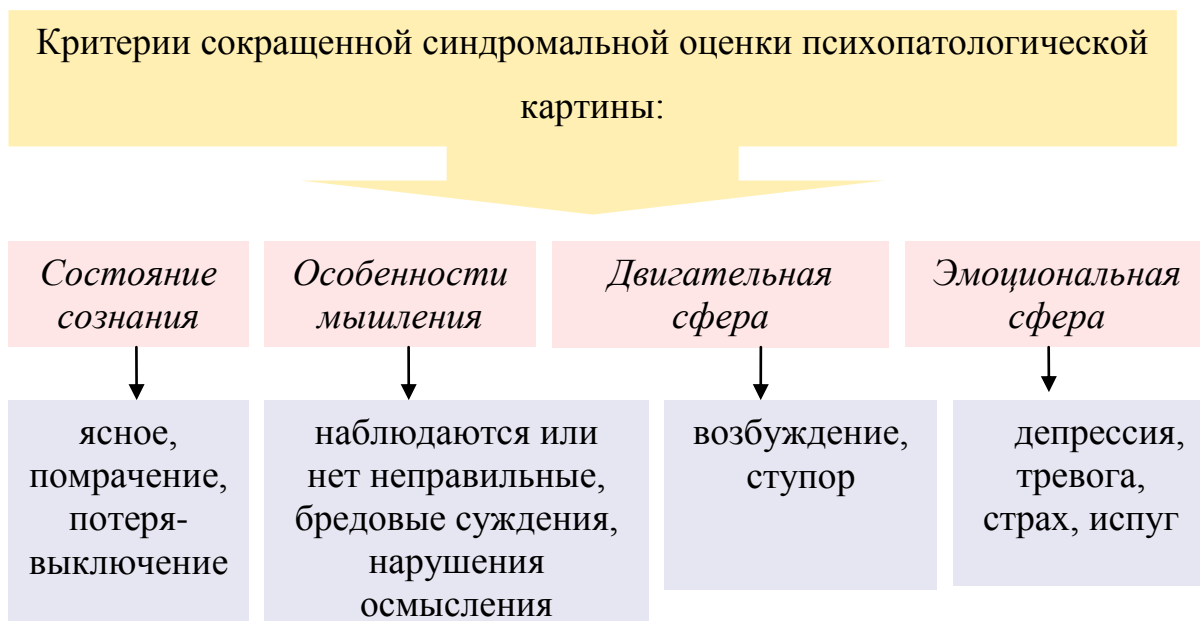 Критерии сокращенной синдромальной оценки психопатологической
картины:
Состояние
сознания
Особенности
мышления
Двигательная
сфера
Эмоциональная
сфера
ясное,
помрачение,
потеря-
выключение
наблюдаются или
нет неправильные,
бредовые суждения,
нарушения
осмысления
возбуждение,
ступор
депрессия,
тревога,
страх, испуг